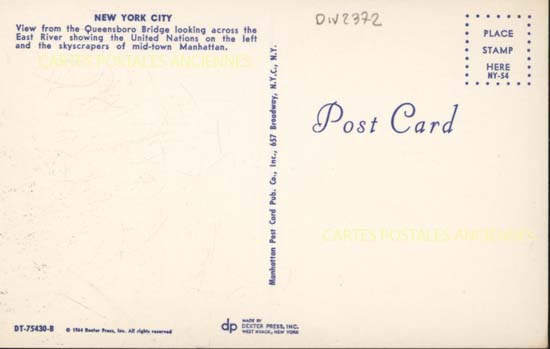 NEW YORK CITY
View from the Queensboro Bridge looking across the
East River showing the United Nations on the left
and the skyscrapers of mid-town Manhattan.
CARTES POSTALES ANCIENNES
DIV2372
PLACE
STAMP
HERE
NY-54
Post Card
Manhattan Post Card Pub. Co., Inc., 657 Broadway, N.Y.C., N.Y.
CARTES POSTALES ANCIENNES
DT-75430-B
© 1964 Dexter Press, Inc. All rights reserved
dp
MADE BY
DEXTER PRESS, INC.
WEST NYACK, NEW YORK